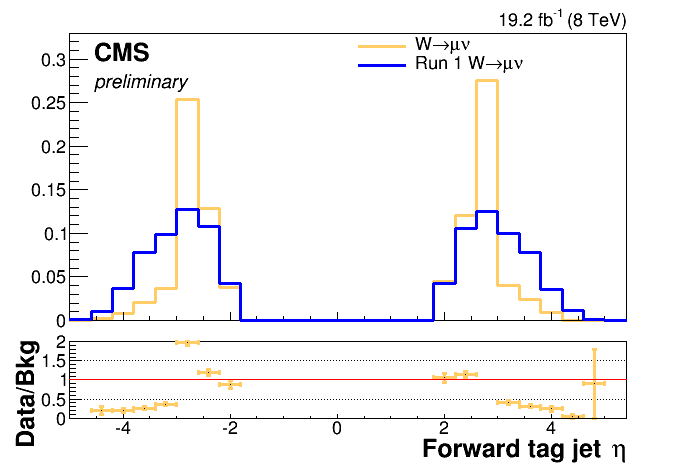 19.2 fb⁻¹ (8 TeV)
CMS
preliminary
W→μν
Run 1 W→μν
0.3
0.25
0.2
0.15
0.1
0.05
0
Data/Bkg
2
1.5
1
0.5
0
-4 -2 0 2 4
Forward tag jet η